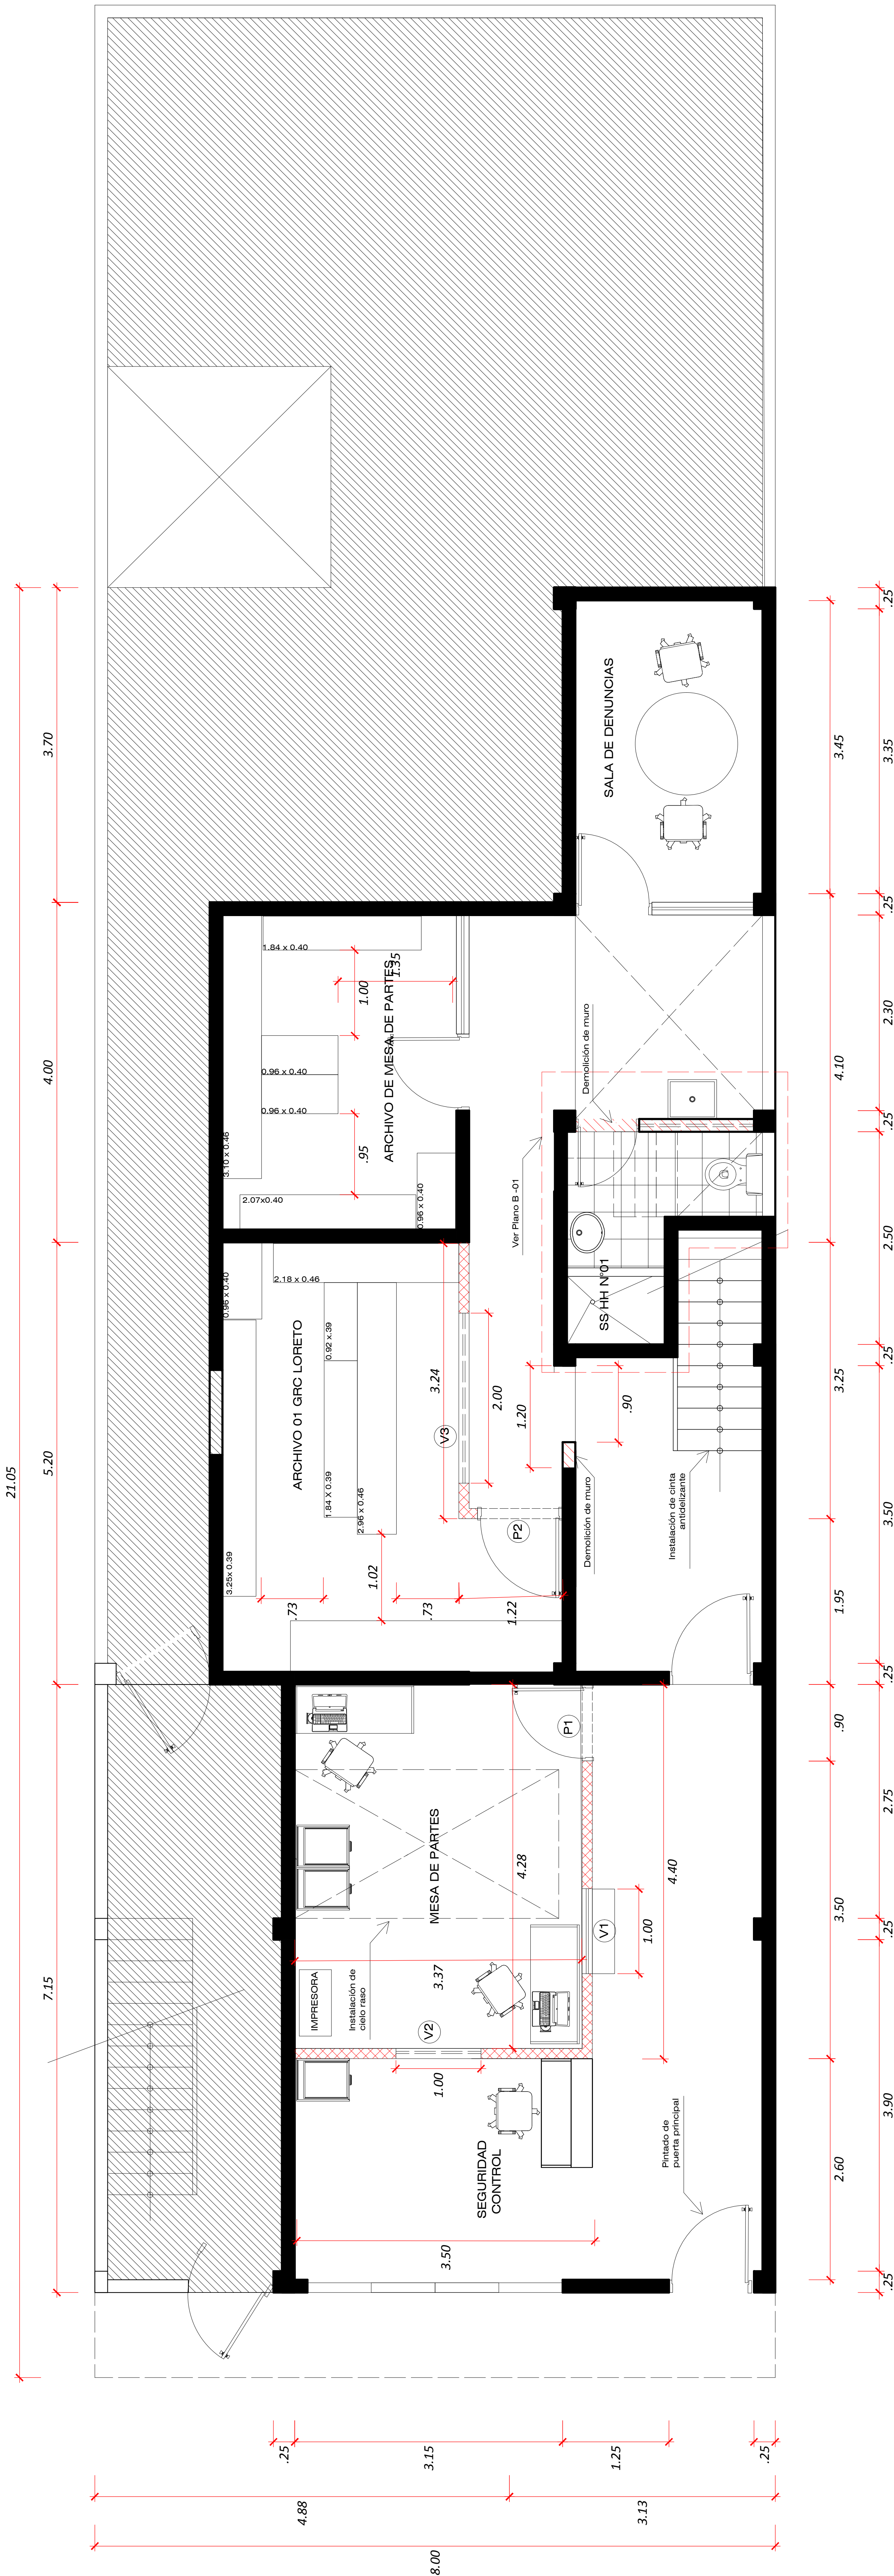 SALA DE DENUNCIAS
ARCHIVO DE MESA DE PARTES
1.84 x 0.40
1.00
1.35
0.96 x 0.40
0.96 x 0.40
3.10 x 0.46
.95
2.07x0.40
0.96 x 0.40
Demolición de muro
Ver Plano B -01
SS HH N°01
ARCHIVO 01 GRC LORETO
0.96 x 0.40
2.18 x 0.46
0.92 x.39
3.24
2.00
V3
1.20
.90
1.84 x 0.39
2.96 x 0.46
3.25x 0.39
1.02
.73
.73
1.22
P2
Demolición de muro
Instalación de cinta
antidelizante
MESA DE PARTES
P1
4.28
4.40
3.37
V1
1.00
IMPRESORA
Instalación de
cielo raso
V2
1.00
SEGURIDAD
CONTROL
3.50
Pintado de
puerta principal
21.05
3.70
4.00
5.20
7.15
3.45
4.10
3.25
1.95
.90
3.50
2.60
.25
3.35
.25
2.30
.25
2.50
.25
3.50
.25
2.75
.25
3.90
.25
.25
3.15
1.25
.25
4.88
3.13
8.00